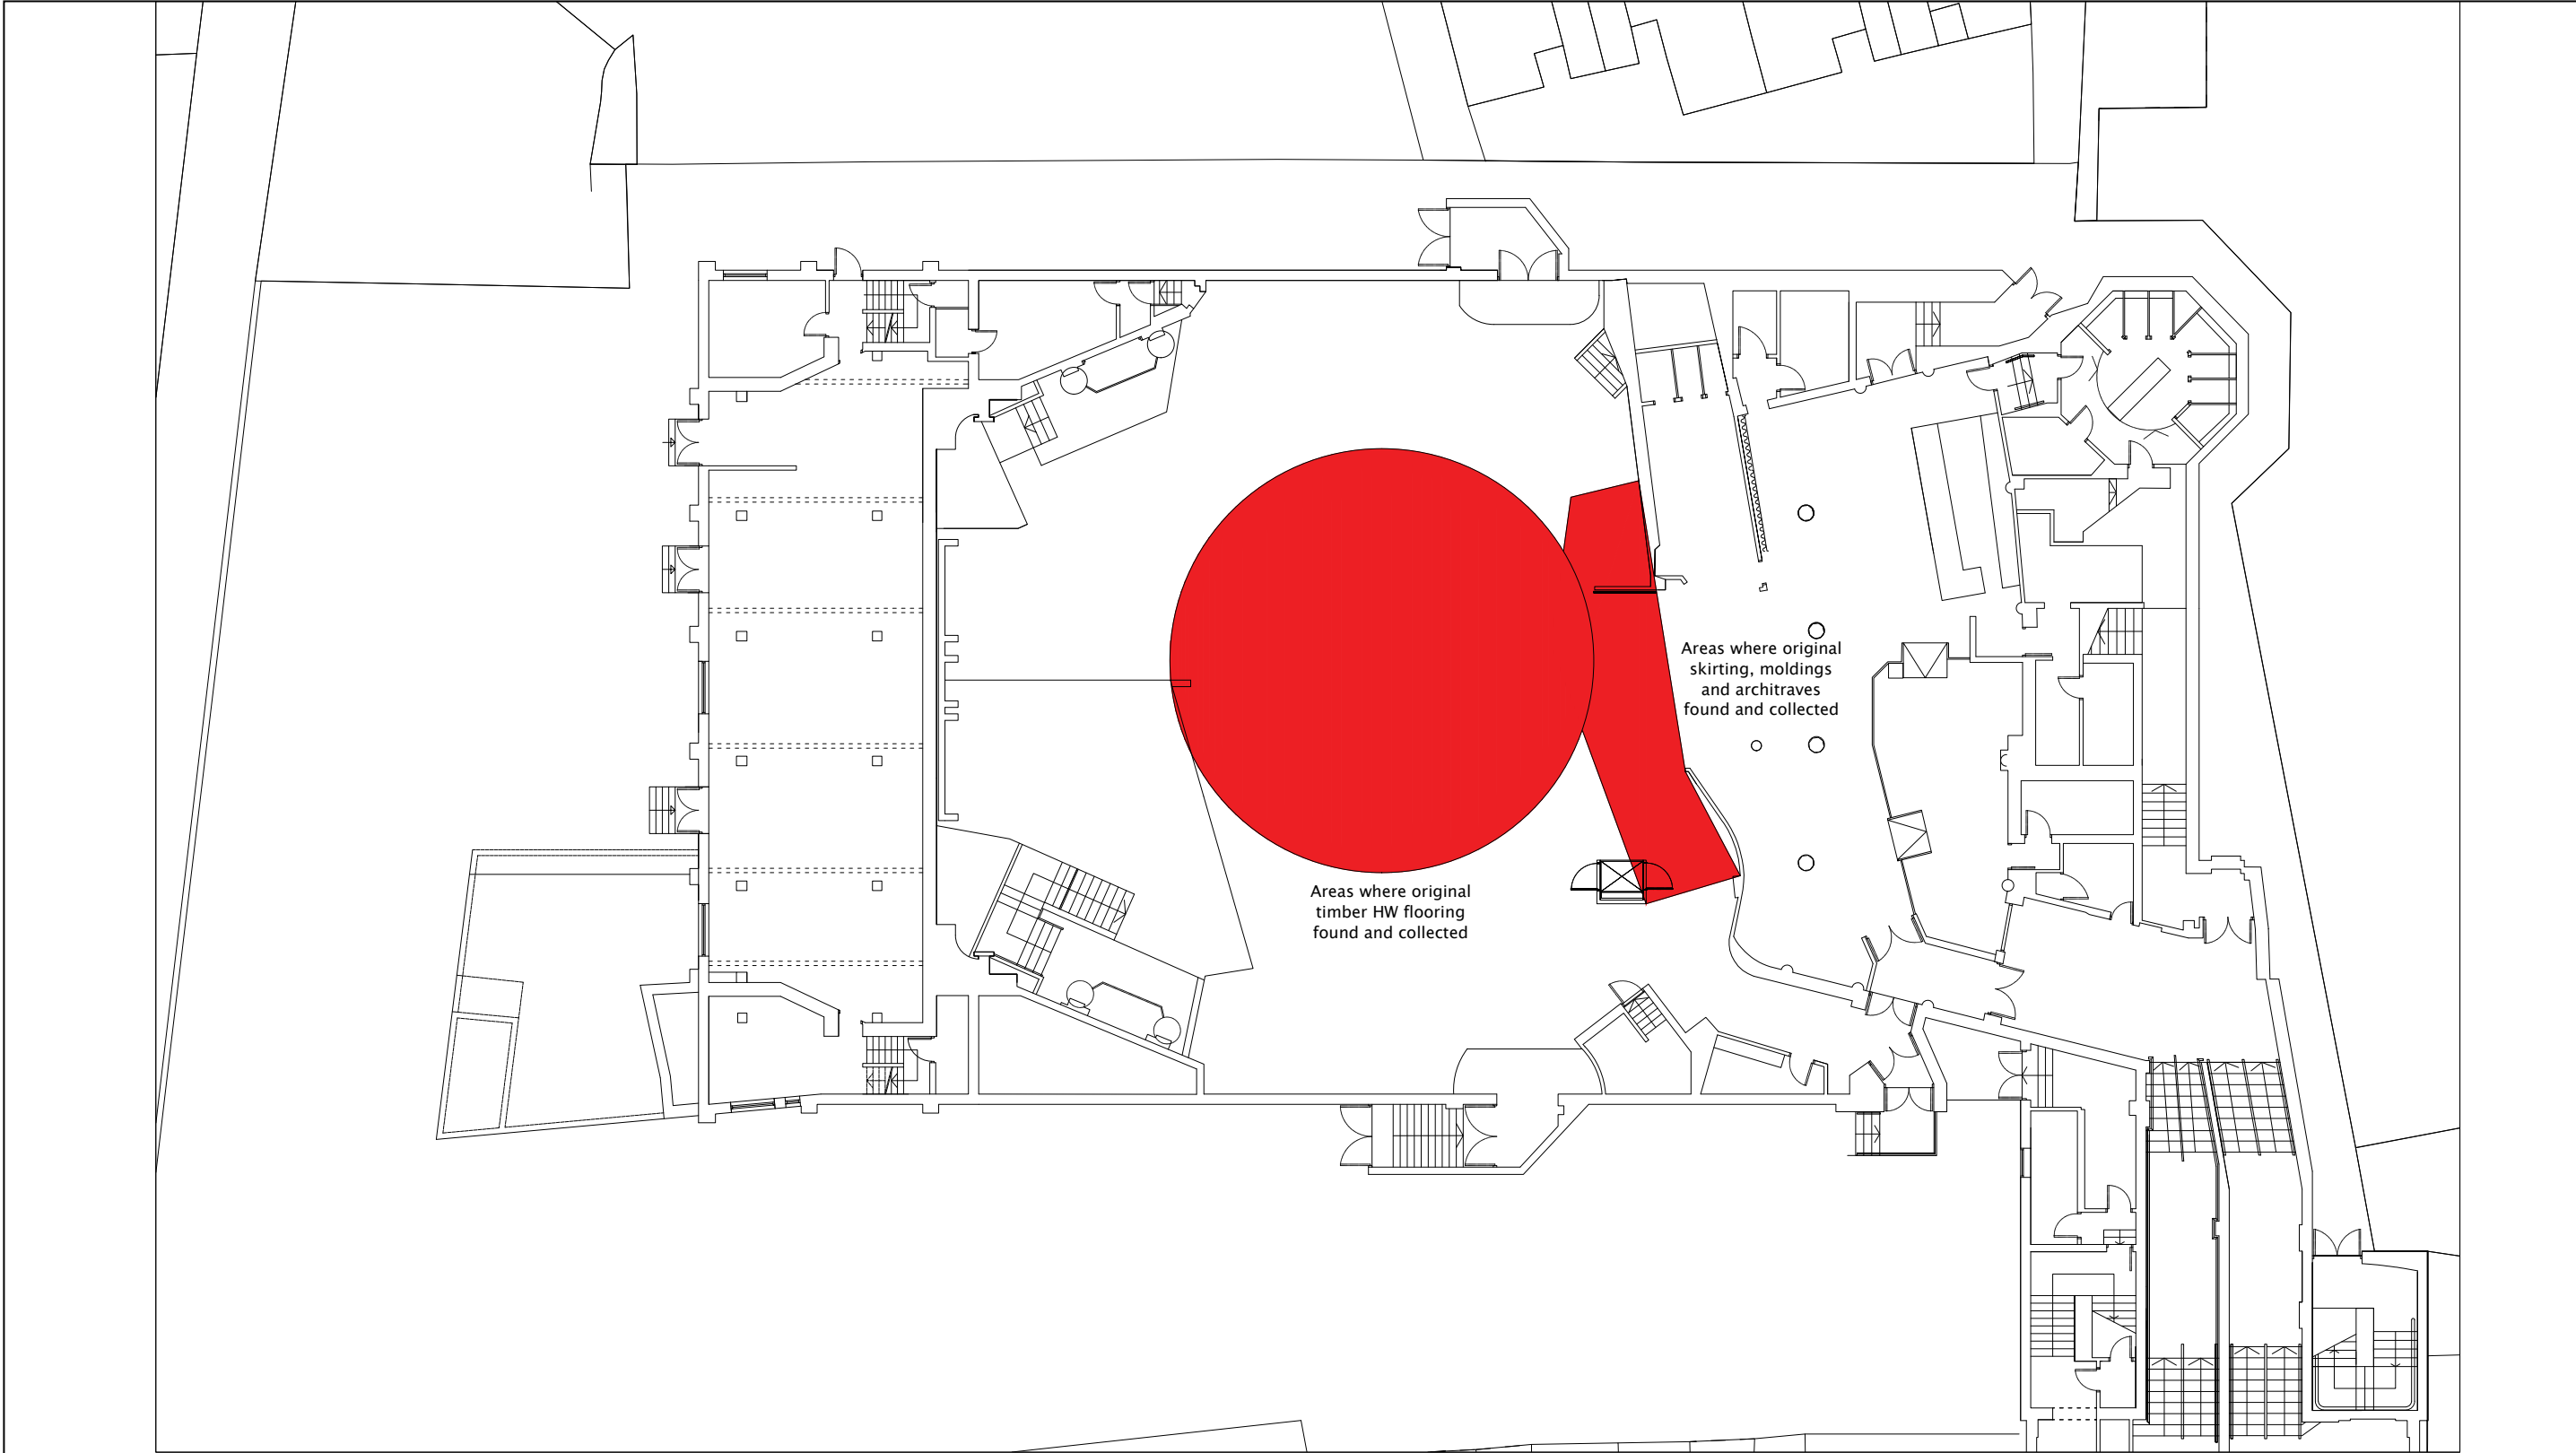 Areas where original
skirting, moldings
and architraves
found and collected
Areas where original
timber HW flooring
found and collected